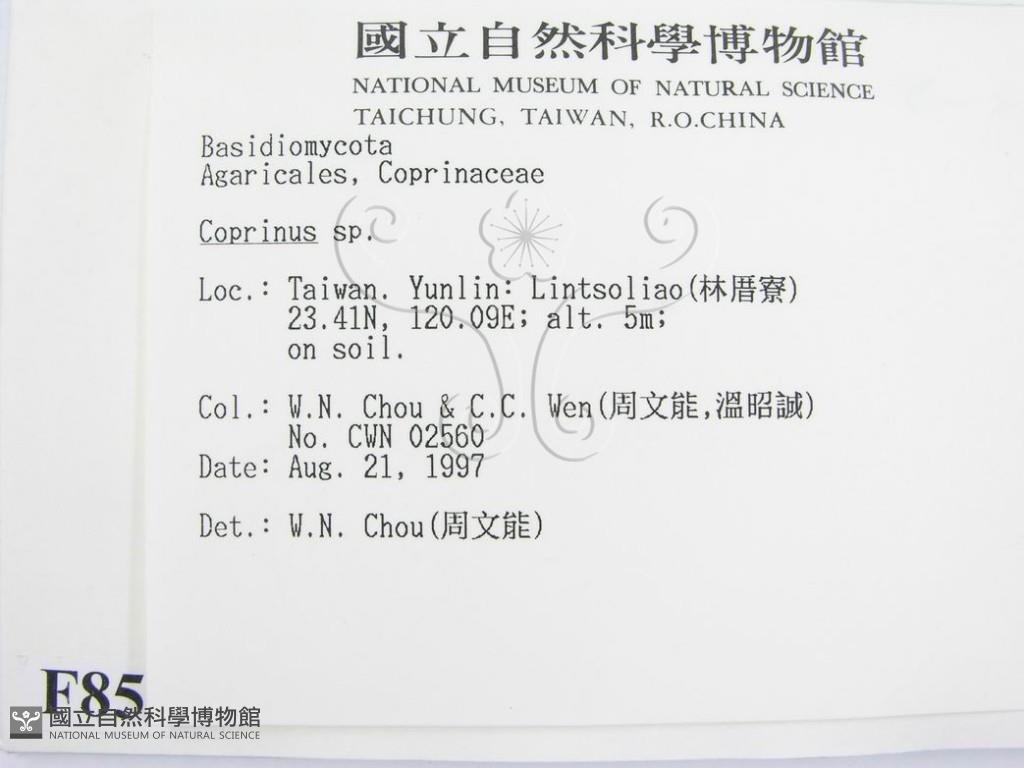 國立自然科學博物館
NATIONAL MUSEUM OF NATURAL SCIENCE
TAICHUNG, TAIWAN, R.O.CHINA
Basidiomycota
Agaricales, Coprinaceae
Coprinus sp.
Loc.: Taiwan. Yunlin: Lintsoliao(林厝寮)
23.41N, 120.09E; alt. 5m;
on soil.
Col.: W.N. Chou & C.C. Wen(周文能,溫昭誠)
No. CWN 02560
Date: Aug. 21, 1997
Det.: W.N. Chou(周文能)
F85
國立自然科學博物館
NATIONAL MUSEUM OF NATURAL SCIENCE